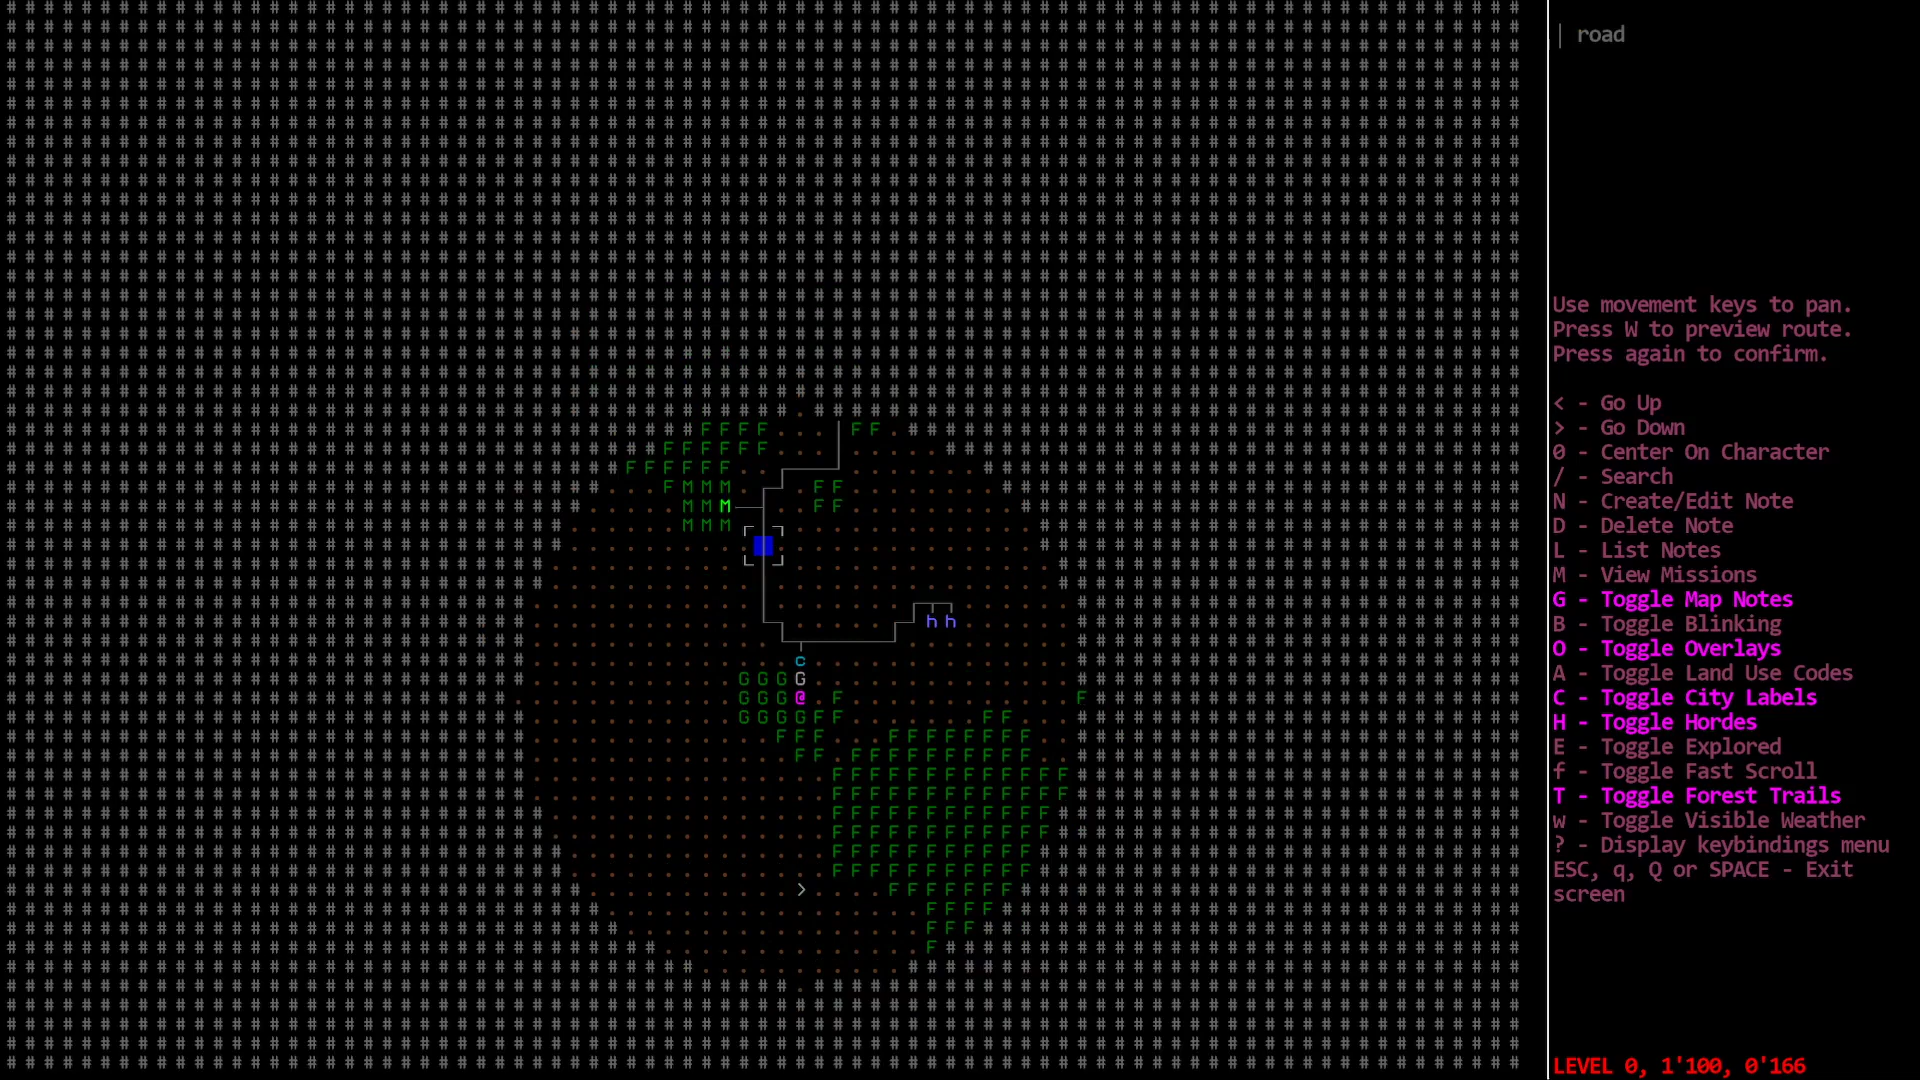 | road
Use movement keys to pan.
Press W to preview route.
Press again to confirm.
< - Go Up
> - Go Down
0 - Center On Character
/ - Search
N - Create/Edit Note
D - Delete Note
L - List Notes
M - View Missions
G - Toggle Map Notes
B - Toggle Blinking
O - Toggle Overlays
A - Toggle Land Use Codes
C - Toggle City Labels
H - Toggle Hordes
E - Toggle Explored
f - Toggle Fast Scroll
T - Toggle Forest Trails
w - Toggle Visible Weather
? - Display keybindings menu
ESC, q, Q or SPACE - Exit
screen
LEVEL 0, 1'100, 0'166